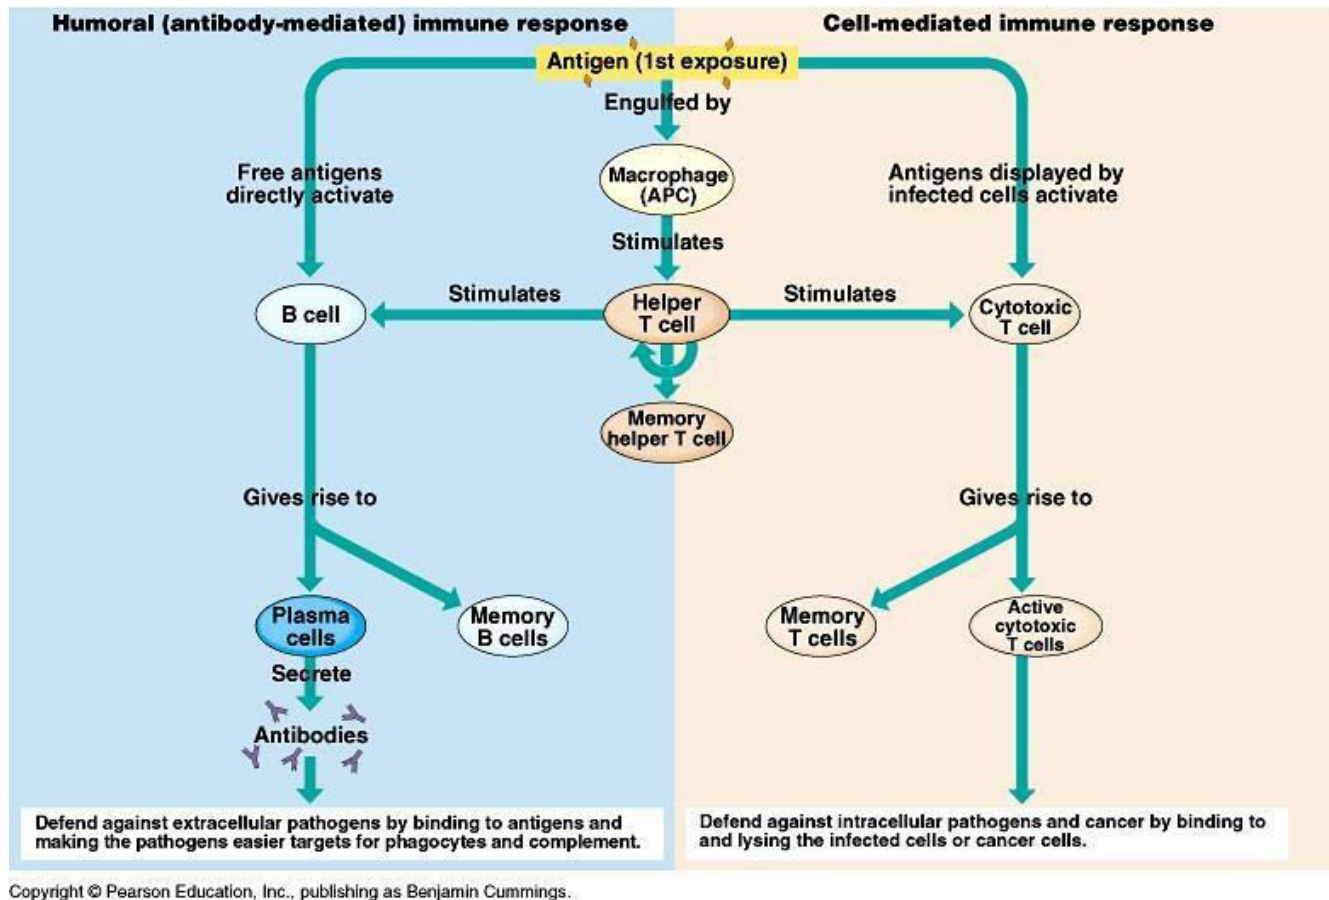 Humoral (antibody-mediated) immune response
Cell-mediated immune response
Antigen (1st exposure)
Engulfed by
Free antigens
directly activate
Macrophage
(APC)
Antigens displayed by
infected cells activate
Stimulates
B cell
Stimulates
Helper
T cell
Stimulates
Cytotoxic
T cell
Memory
helper T cell
Gives rise to
Gives rise to
Plasma
cells
Memory
B cells
Memory
T cells
Active
cytotoxic
T cells
Secrete
Antibodies
Defend against extracellular pathogens by binding to antigens and
making the pathogens easier targets for phagocytes and complement.
Defend against intracellular pathogens and cancer by binding to
and lysing the infected cells or cancer cells.
Copyright © Pearson Education, Inc., publishing as Benjamin Cummings.